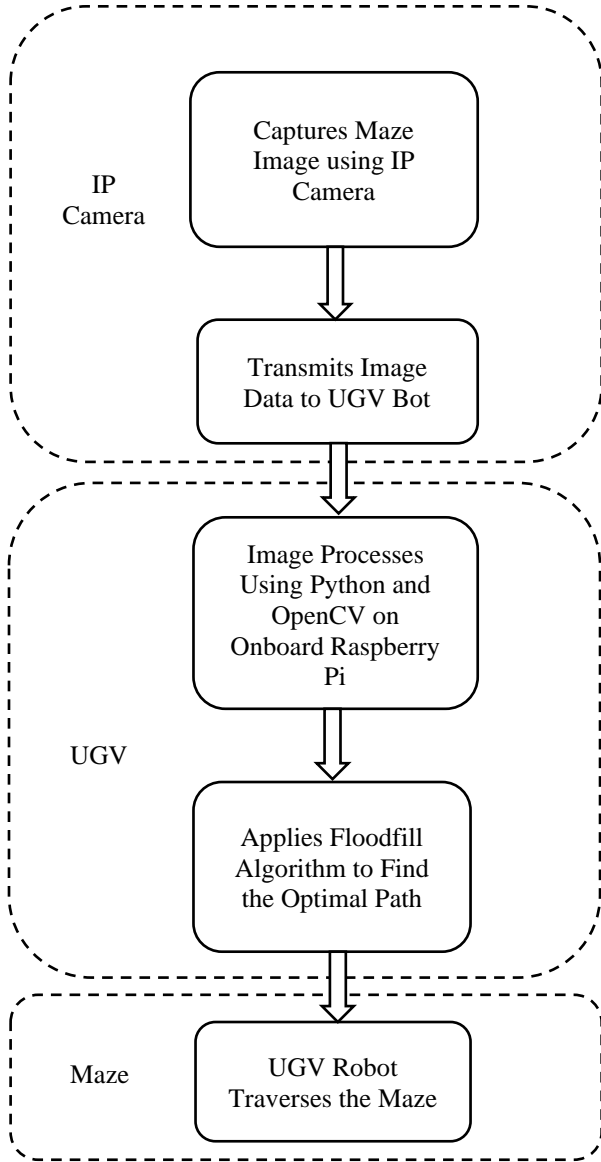 Captures Maze
Image using IP
Camera
IP
Camera
Transmits Image
Data to UGV Bot
Image Processes
Using Python and
OpenCV on
Onboard Raspberry
Pi
UGV
Applies Floodfill
Algorithm to Find
the Optimal Path
Maze
UGV Robot
Traverses the Maze